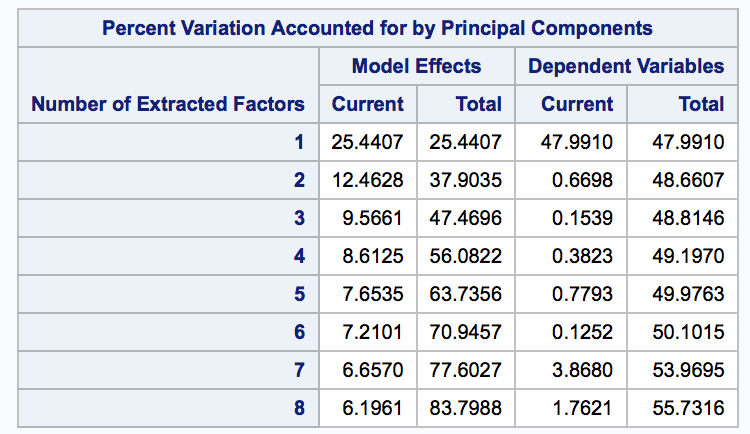 Percent Variation Accounted for by Principal Components
Model Effects Dependent Variables
Number of Extracted Factors Current Total Current Total
1 25.4407 25.4407 47.9910 47.9910
2 12.4628 37.9035 0.6698 48.6607
3 9.5661 47.4696 0.1539 48.8146
4 8.6125 56.0822 0.3823 49.1970
5 7.6535 63.7356 0.7793 49.9763
6 7.2101 70.9457 0.1252 50.1015
7 6.6570 77.6027 3.8680 53.9695
8 6.1961 83.7988 1.7621 55.7316